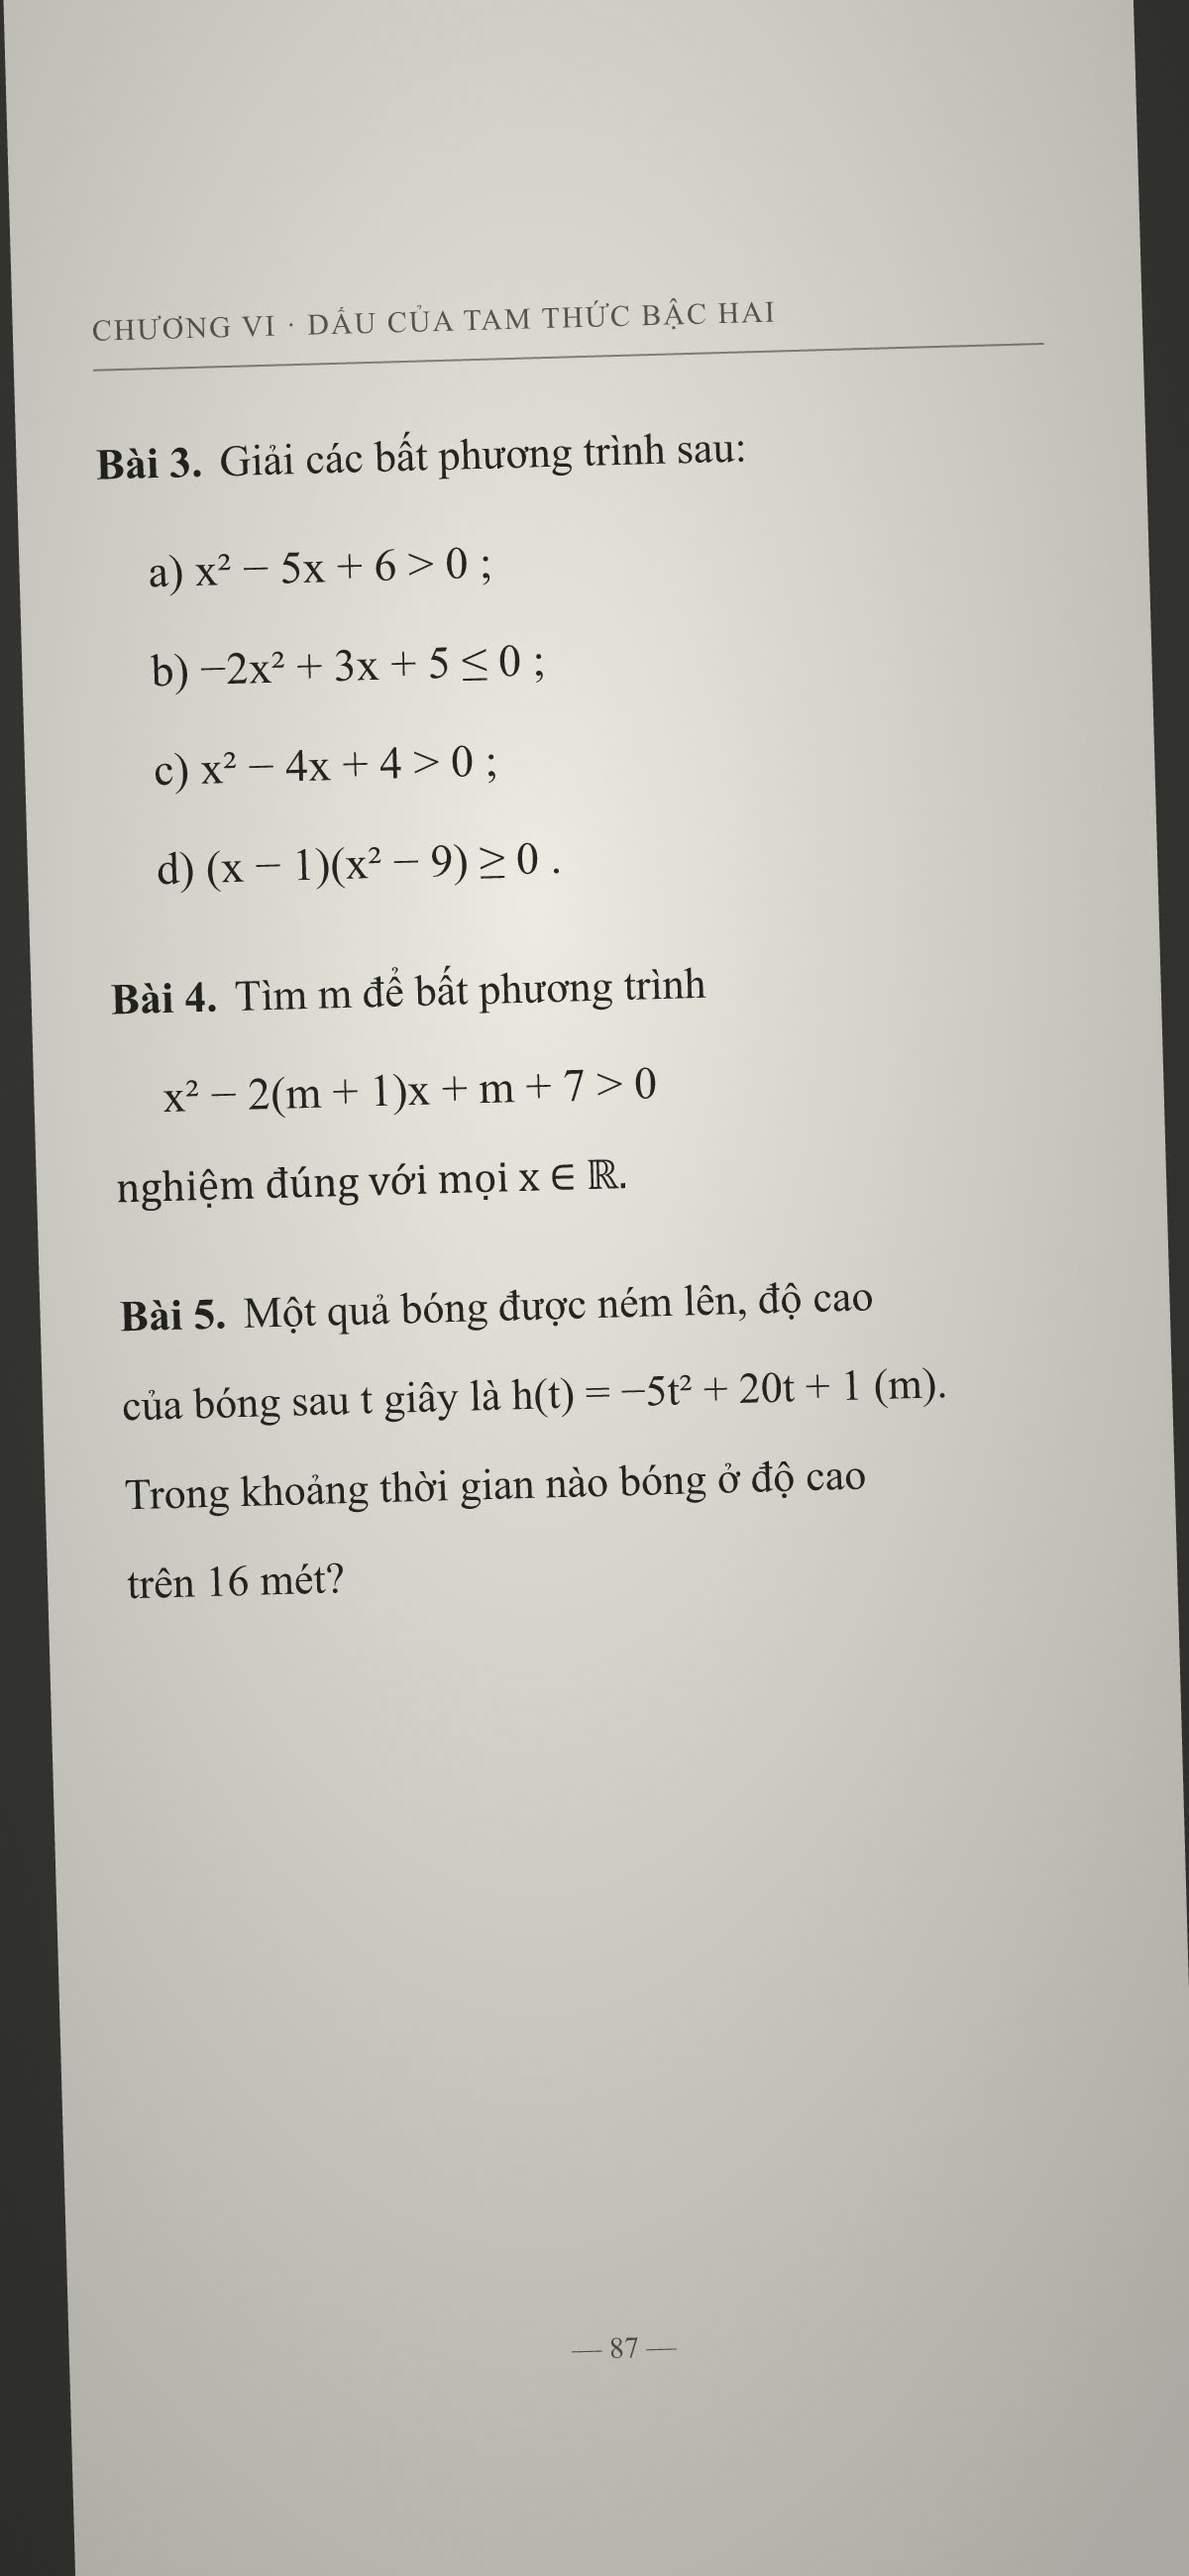 CHƯƠNG VI · DẤU CỦA TAM THỨC BẬC HAI
Bài 3. Giải các bất phương trình sau:
a) x² − 5x + 6 > 0 ;
b) −2x² + 3x + 5 ≤ 0 ;
c) x² − 4x + 4 > 0 ;
d) (x − 1)(x² − 9) ≥ 0 .
Bài 4. Tìm m để bất phương trình
x² − 2(m + 1)x + m + 7 > 0
nghiệm đúng với mọi x ∈ ℝ.
Bài 5. Một quả bóng được ném lên, độ cao
của bóng sau t giây là h(t) = −5t² + 20t + 1 (m).
Trong khoảng thời gian nào bóng ở độ cao
trên 16 mét?
— 87 —